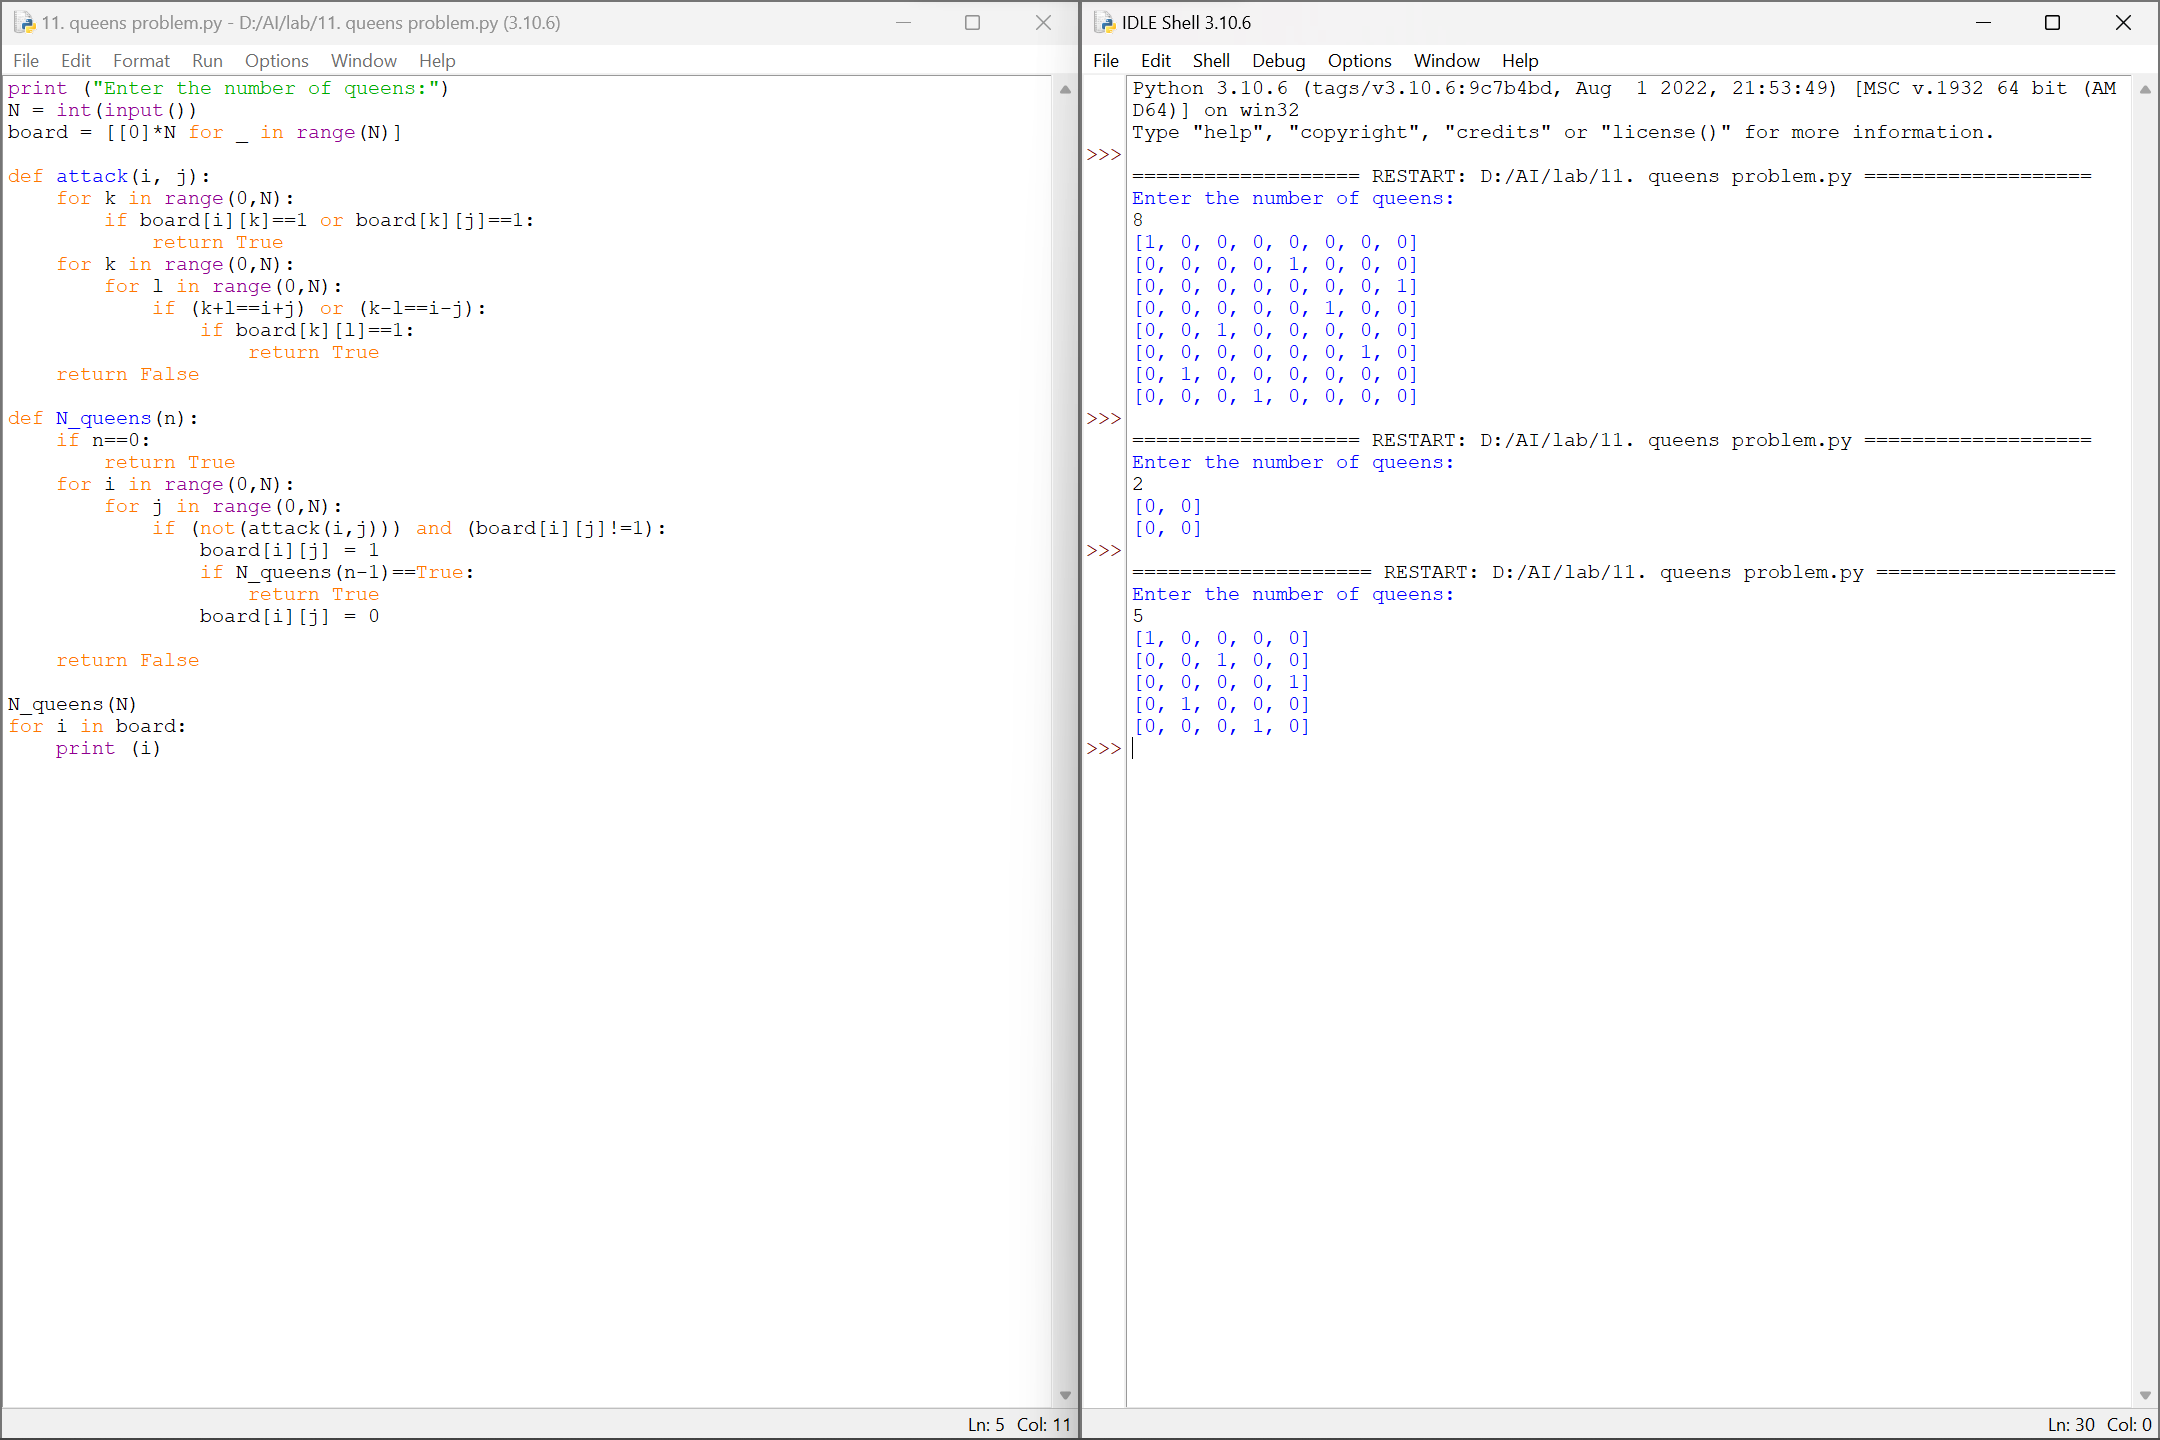 11. queens problem.py - D:/AI/lab/11. queens problem.py (3.10.6)
File Edit Format Run Options Window Help
print ("Enter the number of queens:")
N = int(input())
board = [[0]*N for _ in range(N)]
def attack(i, j):
    for k in range(0,N):
        if board[i][k]==1 or board[k][j]==1:
            return True
    for k in range(0,N):
        for l in range(0,N):
            if (k+l==i+j) or (k-l==i-j):
                if board[k][l]==1:
                    return True
    return False
def N_queens(n):
    if n==0:
        return True
    for i in range(0,N):
        for j in range(0,N):
            if (not(attack(i,j))) and (board[i][j]!=1):
                board[i][j] = 1
                if N_queens(n-1)==True:
                    return True
                board[i][j] = 0
    return False
N_queens(N)
for i in board:
    print (i)
Ln: 5 Col: 11
IDLE Shell 3.10.6
File Edit Shell Debug Options Window Help
Python 3.10.6 (tags/v3.10.6:9c7b4bd, Aug  1 2022, 21:53:49) [MSC v.1932 64 bit (AM
D64)] on win32
Type "help", "copyright", "credits" or "license()" for more information.
>>>
=================== RESTART: D:/AI/lab/11. queens problem.py ===================
Enter the number of queens:
8
[1, 0, 0, 0, 0, 0, 0, 0]
[0, 0, 0, 0, 1, 0, 0, 0]
[0, 0, 0, 0, 0, 0, 0, 1]
[0, 0, 0, 0, 0, 1, 0, 0]
[0, 0, 1, 0, 0, 0, 0, 0]
[0, 0, 0, 0, 0, 0, 1, 0]
[0, 1, 0, 0, 0, 0, 0, 0]
[0, 0, 0, 1, 0, 0, 0, 0]
>>>
=================== RESTART: D:/AI/lab/11. queens problem.py ===================
Enter the number of queens:
2
[0, 0]
[0, 0]
>>>
==================== RESTART: D:/AI/lab/11. queens problem.py ====================
Enter the number of queens:
5
[1, 0, 0, 0, 0]
[0, 0, 1, 0, 0]
[0, 0, 0, 0, 1]
[0, 1, 0, 0, 0]
[0, 0, 0, 1, 0]
>>>
Ln: 30 Col: 0